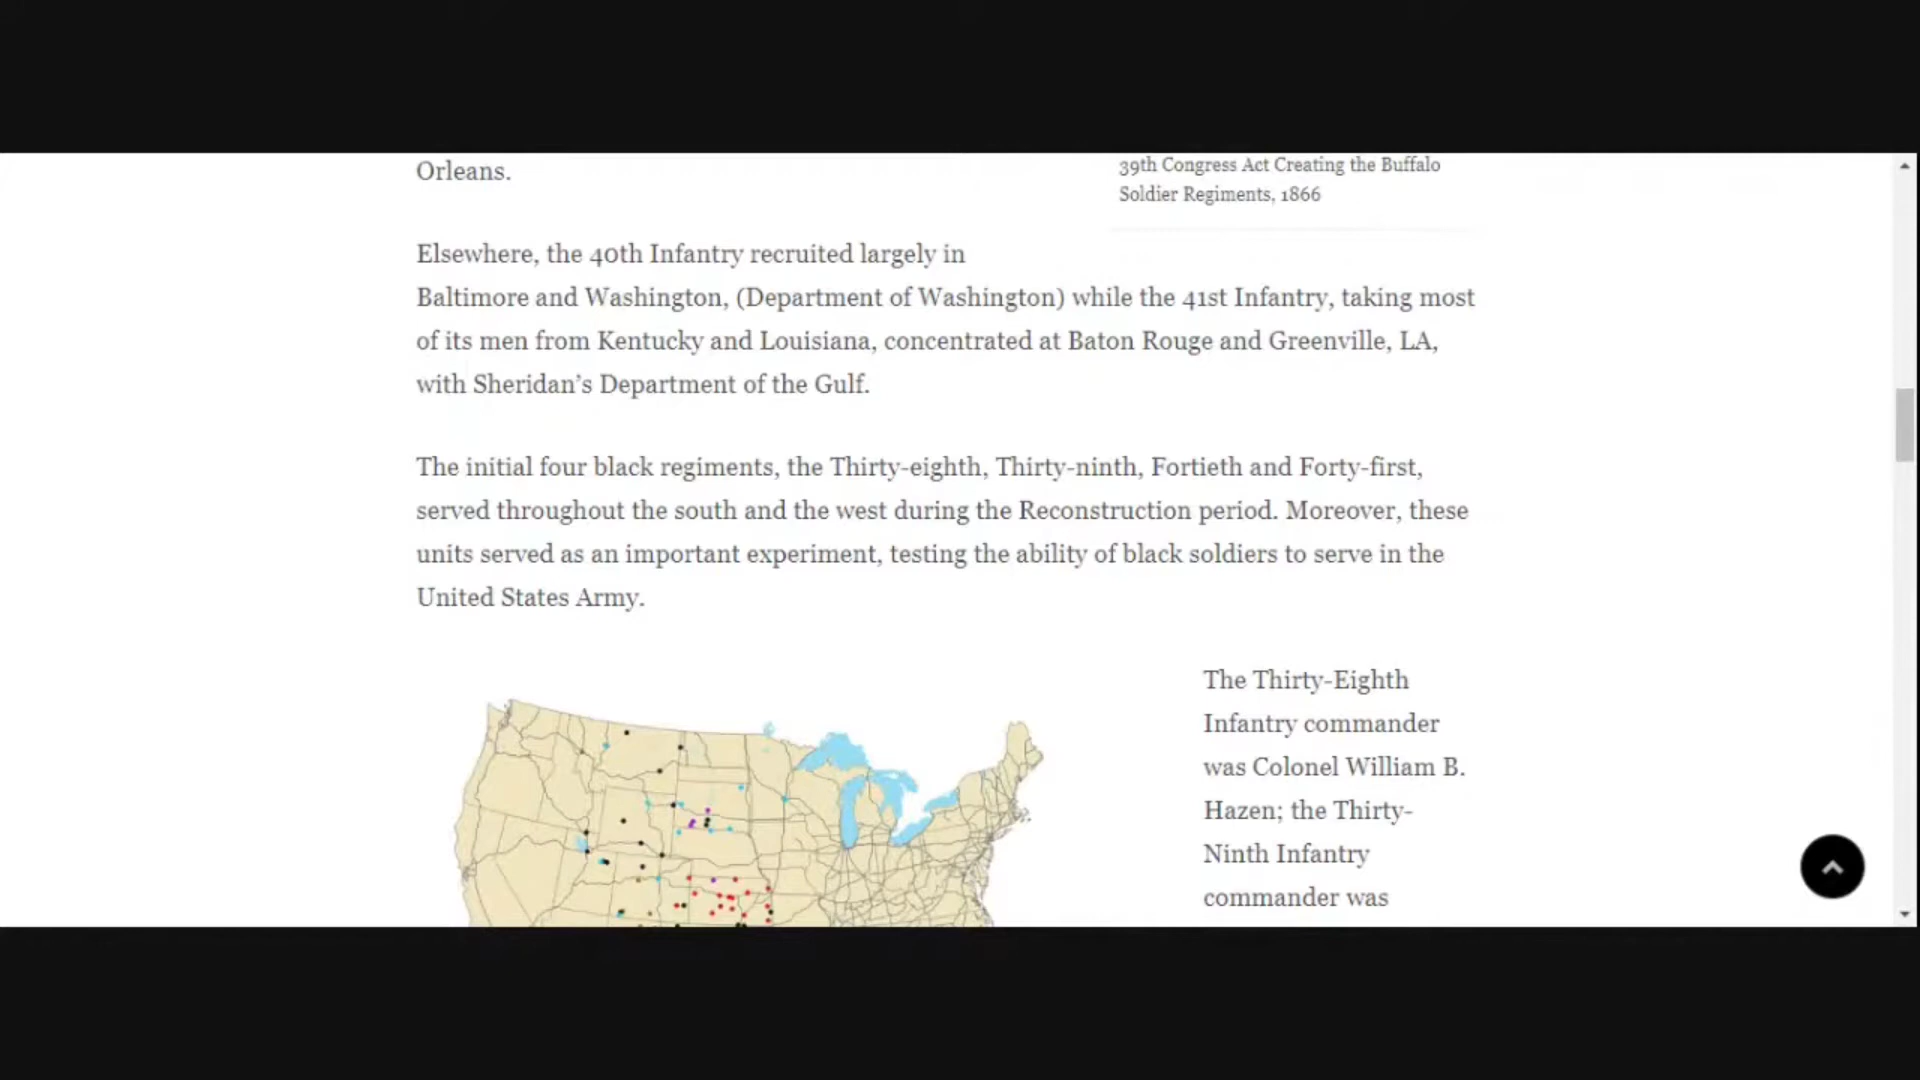 Orleans.
39th Congress Act Creating the Buffalo
Soldier Regiments, 1866
Elsewhere, the 40th Infantry recruited largely in
Baltimore and Washington, (Department of Washington) while the 41st Infantry, taking most
of its men from Kentucky and Louisiana, concentrated at Baton Rouge and Greenville, LA,
with Sheridan’s Department of the Gulf.
The initial four black regiments, the Thirty-eighth, Thirty-ninth, Fortieth and Forty-first,
served throughout the south and the west during the Reconstruction period. Moreover, these
units served as an important experiment, testing the ability of black soldiers to serve in the
United States Army.
The Thirty-Eighth
Infantry commander
was Colonel William B.
Hazen; the Thirty-
Ninth Infantry
commander was